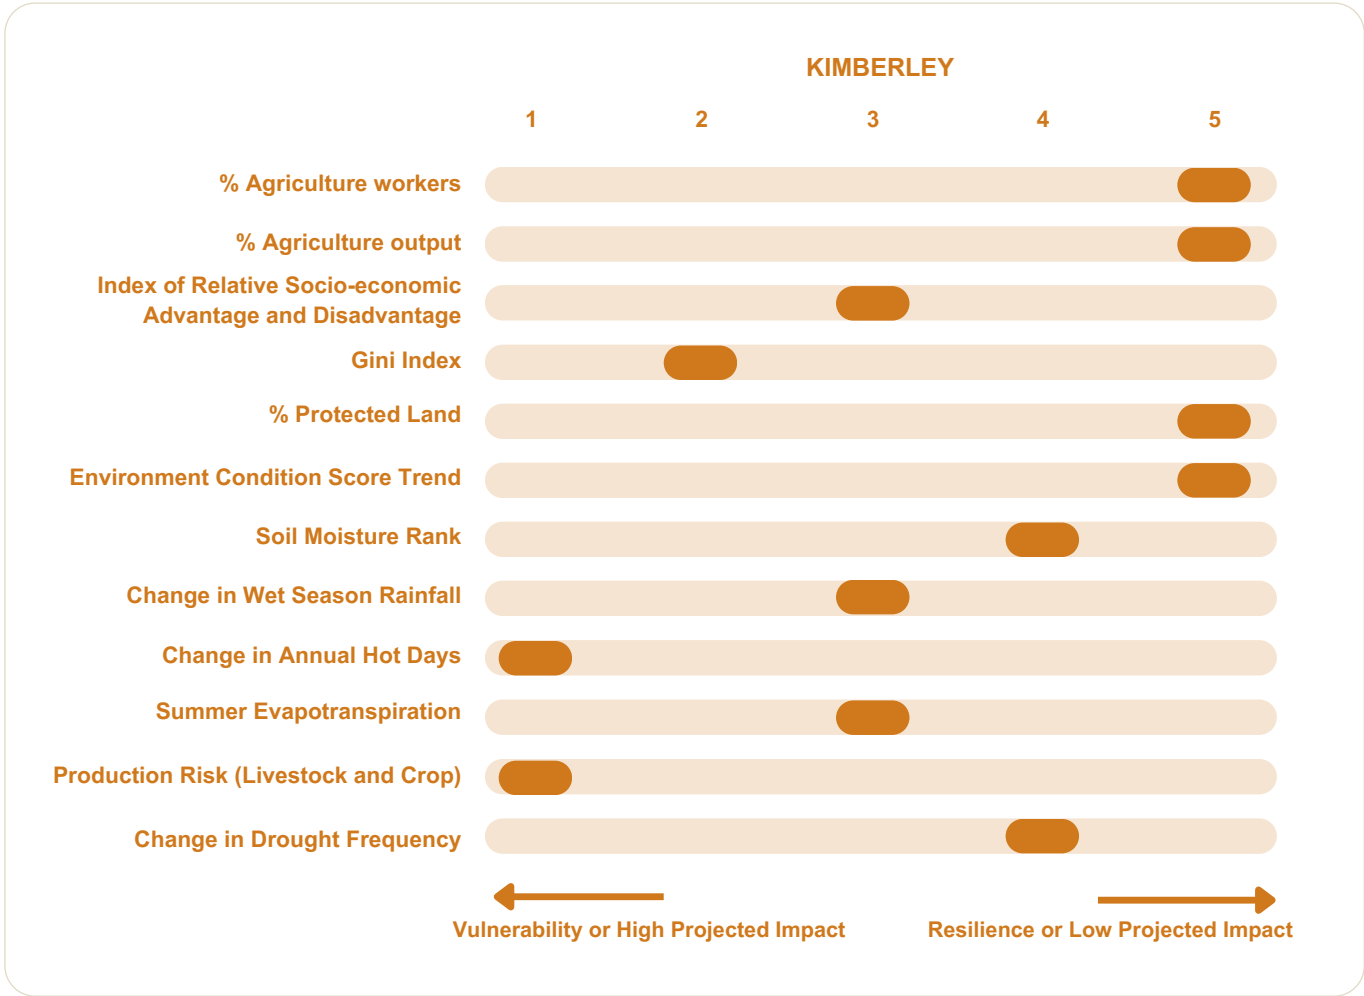 KIMBERLEY
1 2 3 4 5
% Agriculture workers
% Agriculture output
Index of Relative Socio-economic
Advantage and Disadvantage
Gini Index
% Protected Land
Environment Condition Score Trend
Soil Moisture Rank
Change in Wet Season Rainfall
Change in Annual Hot Days
Summer Evapotranspiration
Production Risk (Livestock and Crop)
Change in Drought Frequency
Vulnerability or High Projected Impact
Resilience or Low Projected Impact